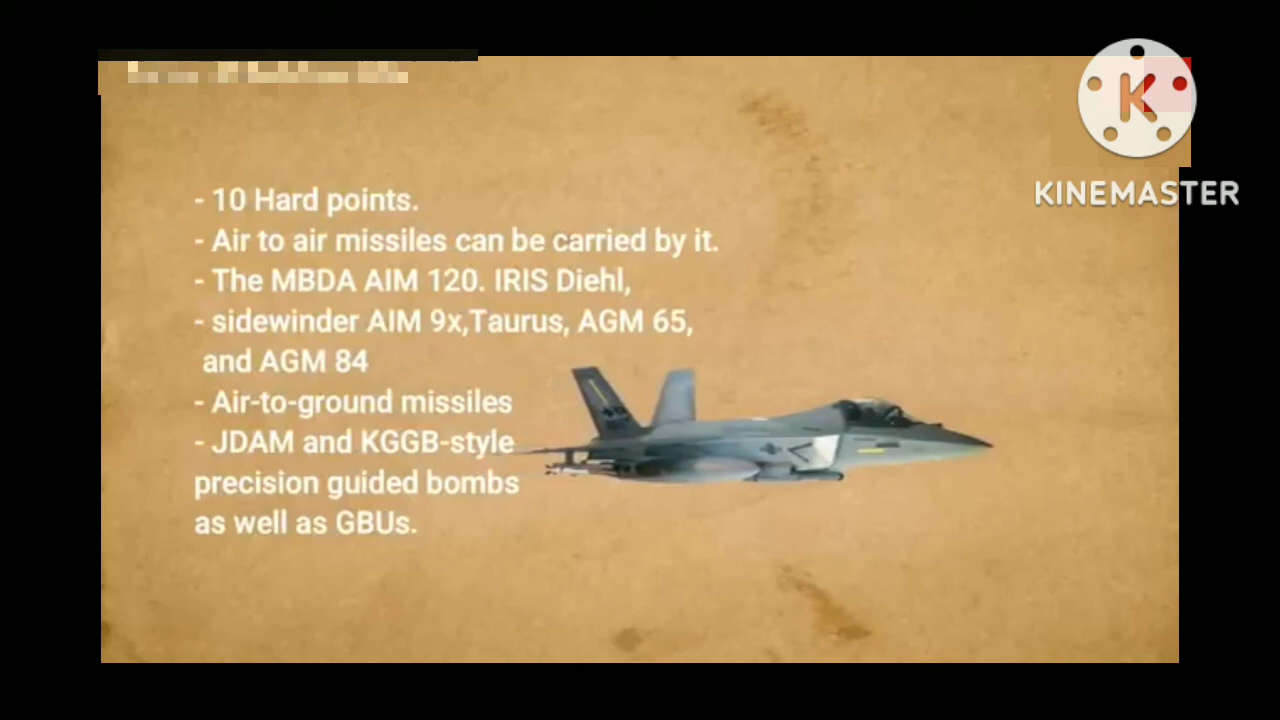 - 10 Hard points.
- Air to air missiles can be carried by it.
- The MBDA AIM 120. IRIS Diehl,
- sidewinder AIM 9x,Taurus, AGM 65,
and AGM 84
- Air-to-ground missiles
- JDAM and KGGB-style
precision guided bombs
as well as GBUs.
K
KINEMASTER